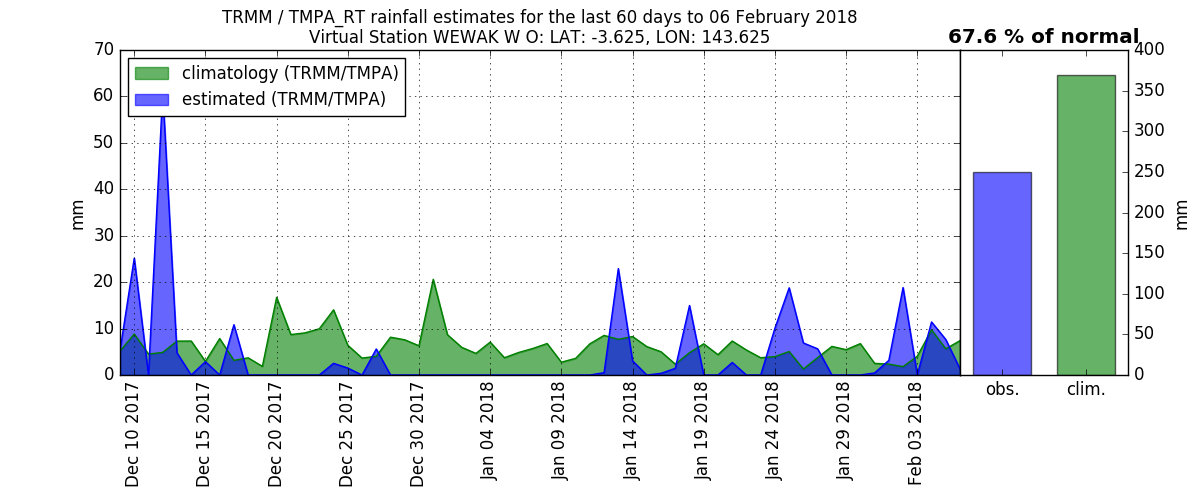 TRMM / TMPA_RT rainfall estimates for the last 60 days to 06 February 2018
Virtual Station WEWAK W O: LAT: -3.625, LON: 143.625
67.6 % of normal
climatology (TRMM/TMPA)
estimated (TRMM/TMPA)
70
60
50
40
30
20
10
0
mm
Dec 10 2017
Dec 15 2017
Dec 20 2017
Dec 25 2017
Dec 30 2017
Jan 04 2018
Jan 09 2018
Jan 14 2018
Jan 19 2018
Jan 24 2018
Jan 29 2018
Feb 03 2018
obs.
clim.
400
350
300
250
200
150
100
50
0
mm